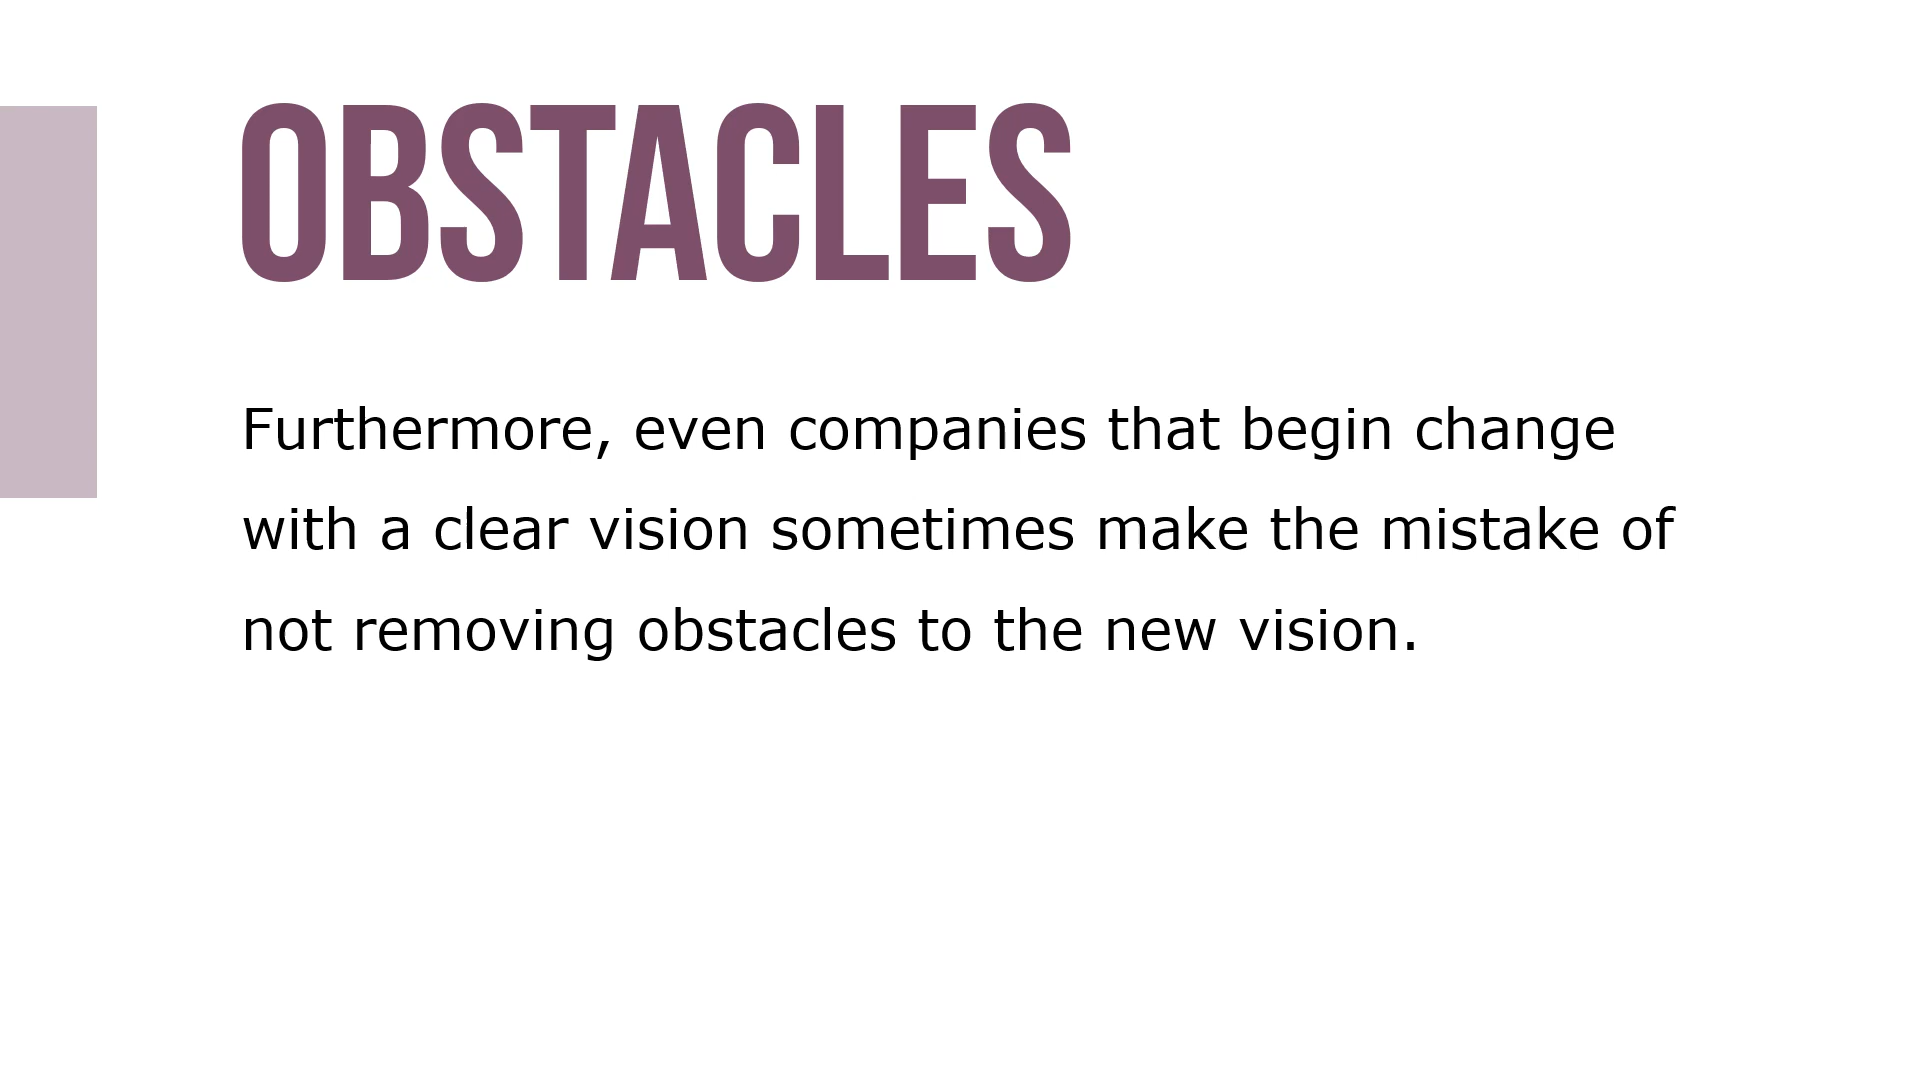 OBSTACLES
Furthermore, even companies that begin change
with a clear vision sometimes make the mistake of
not removing obstacles to the new vision.